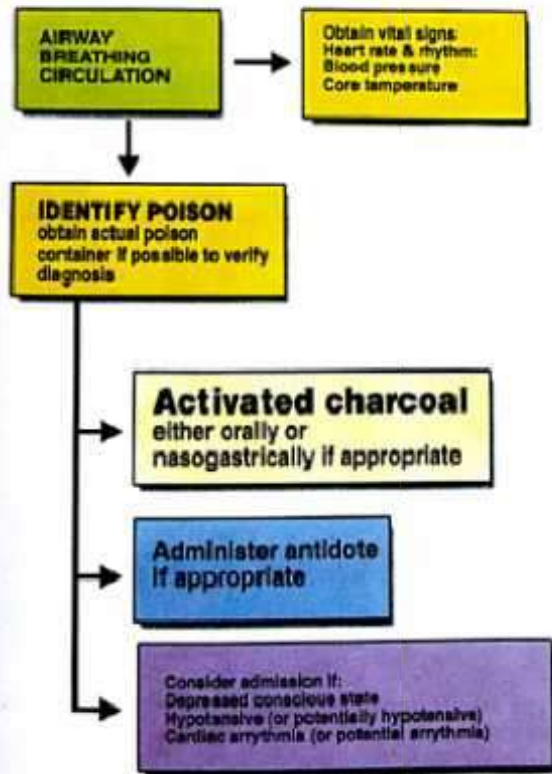 AIRWAY
BREATHING
CIRCULATION
Obtain vital signs:
Heart rate & rhythm:
Blood pressure
Core temperature
IDENTIFY POISON
obtain actual poison
container if possible to verify
diagnosis
Activated charcoal
either orally or
nasogastrically if appropriate
Administer antidote
if appropriate
Consider admission if:
Depressed conscious state
Hypotensive (or potentially hypotensive)
Cardiac arrythmia (or potential arrythmia)